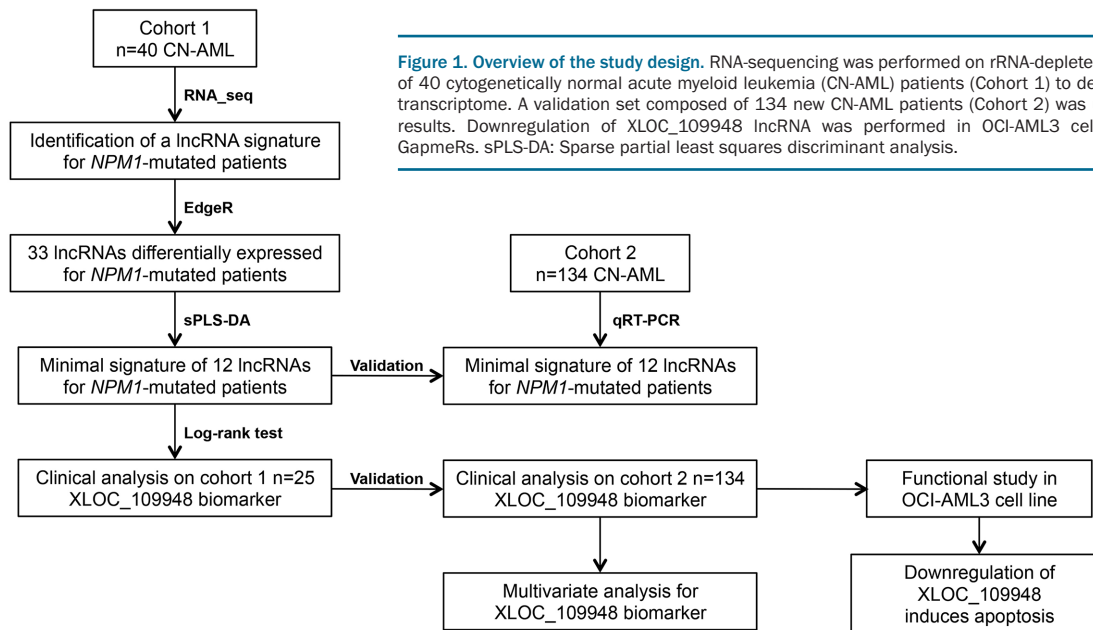 Cohort 1
n=40 CN-AML
RNA_seq
Identification of a lncRNA signature
for NPM1-mutated patients
EdgeR
33 lncRNAs differentially expressed
for NPM1-mutated patients
sPLS-DA
Minimal signature of 12 lncRNAs
for NPM1-mutated patients
Log-rank test
Clinical analysis on cohort 1 n=25
XLOC_109948 biomarker
Validation
Validation
Cohort 2
n=134 CN-AML
qRT-PCR
Minimal signature of 12 lncRNAs
for NPM1-mutated patients
Clinical analysis on cohort 2 n=134
XLOC_109948 biomarker
Multivariate analysis for
XLOC_109948 biomarker
Functional study in
OCI-AML3 cell line
Downregulation of
XLOC_109948
induces apoptosis
Figure 1. Overview of the study design. RNA-sequencing was performed on rRNA-deplete
of 40 cytogenetically normal acute myeloid leukemia (CN-AML) patients (Cohort 1) to de
transcriptome. A validation set composed of 134 new CN-AML patients (Cohort 2) was
results. Downregulation of XLOC_109948 lncRNA was performed in OCI-AML3 cel
GapmeRs. sPLS-DA: Sparse partial least squares discriminant analysis.